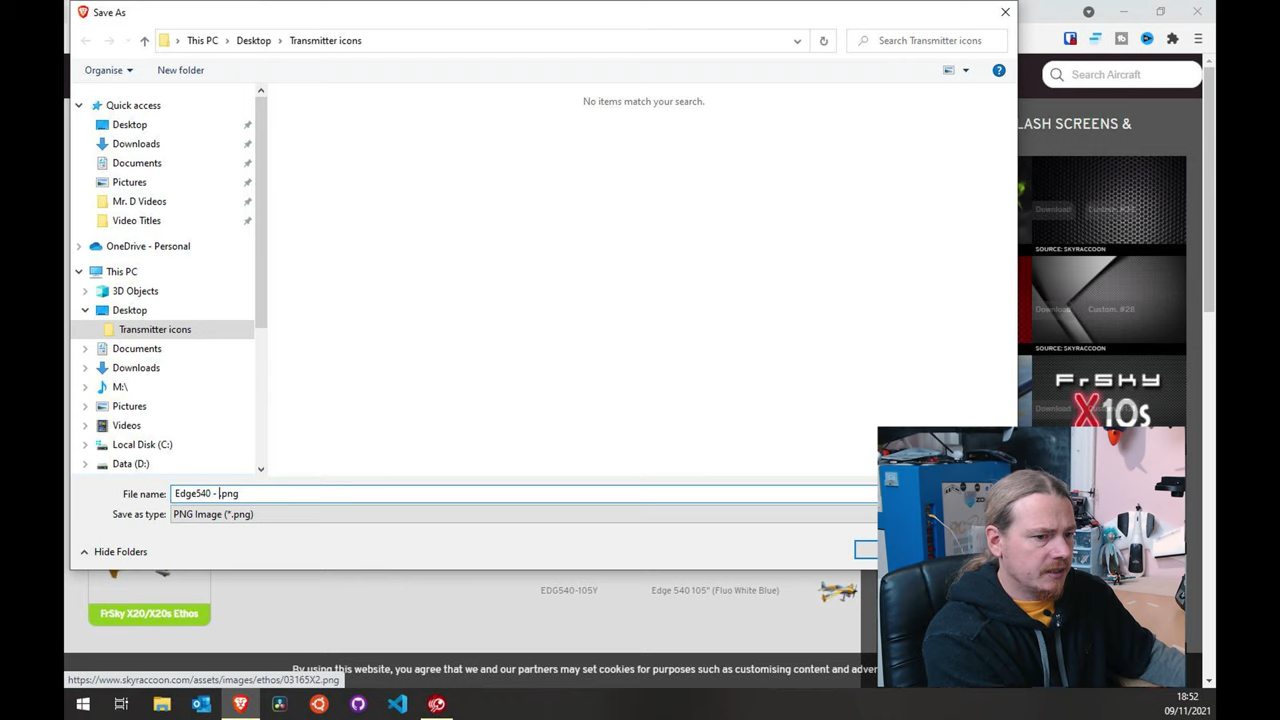 Save As
This PC
Desktop
Transmitter icons
Search Transmitter icons
Organise
New folder
No items match your search.
Quick access
Desktop
Downloads
Documents
Pictures
Mr. D Videos
Video Titles
OneDrive - Personal
This PC
3D Objects
Desktop
Transmitter icons
Documents
Downloads
M:\
Pictures
Videos
Local Disk (C:)
Data (D:)
File name:
Edge540 - .png
Save as type:
PNG Image (*.png)
Hide Folders
Search Aircraft
LASH SCREENS &
Download
SOURCE: SKYRACCOON
Download
Custom. #26
SOURCE: SKYRACCOON
FrSky
X10s
Download
FrSky X20/X20s Ethos
EDG540-105Y
Edge 540 105" (Fluo White Blue)
By using this website, you agree that we and our partners may set cookies for purposes such as customising content and adver
https://www.skyraccoon.com/assets/images/ethos/03165X2.png
18:52
09/11/2021